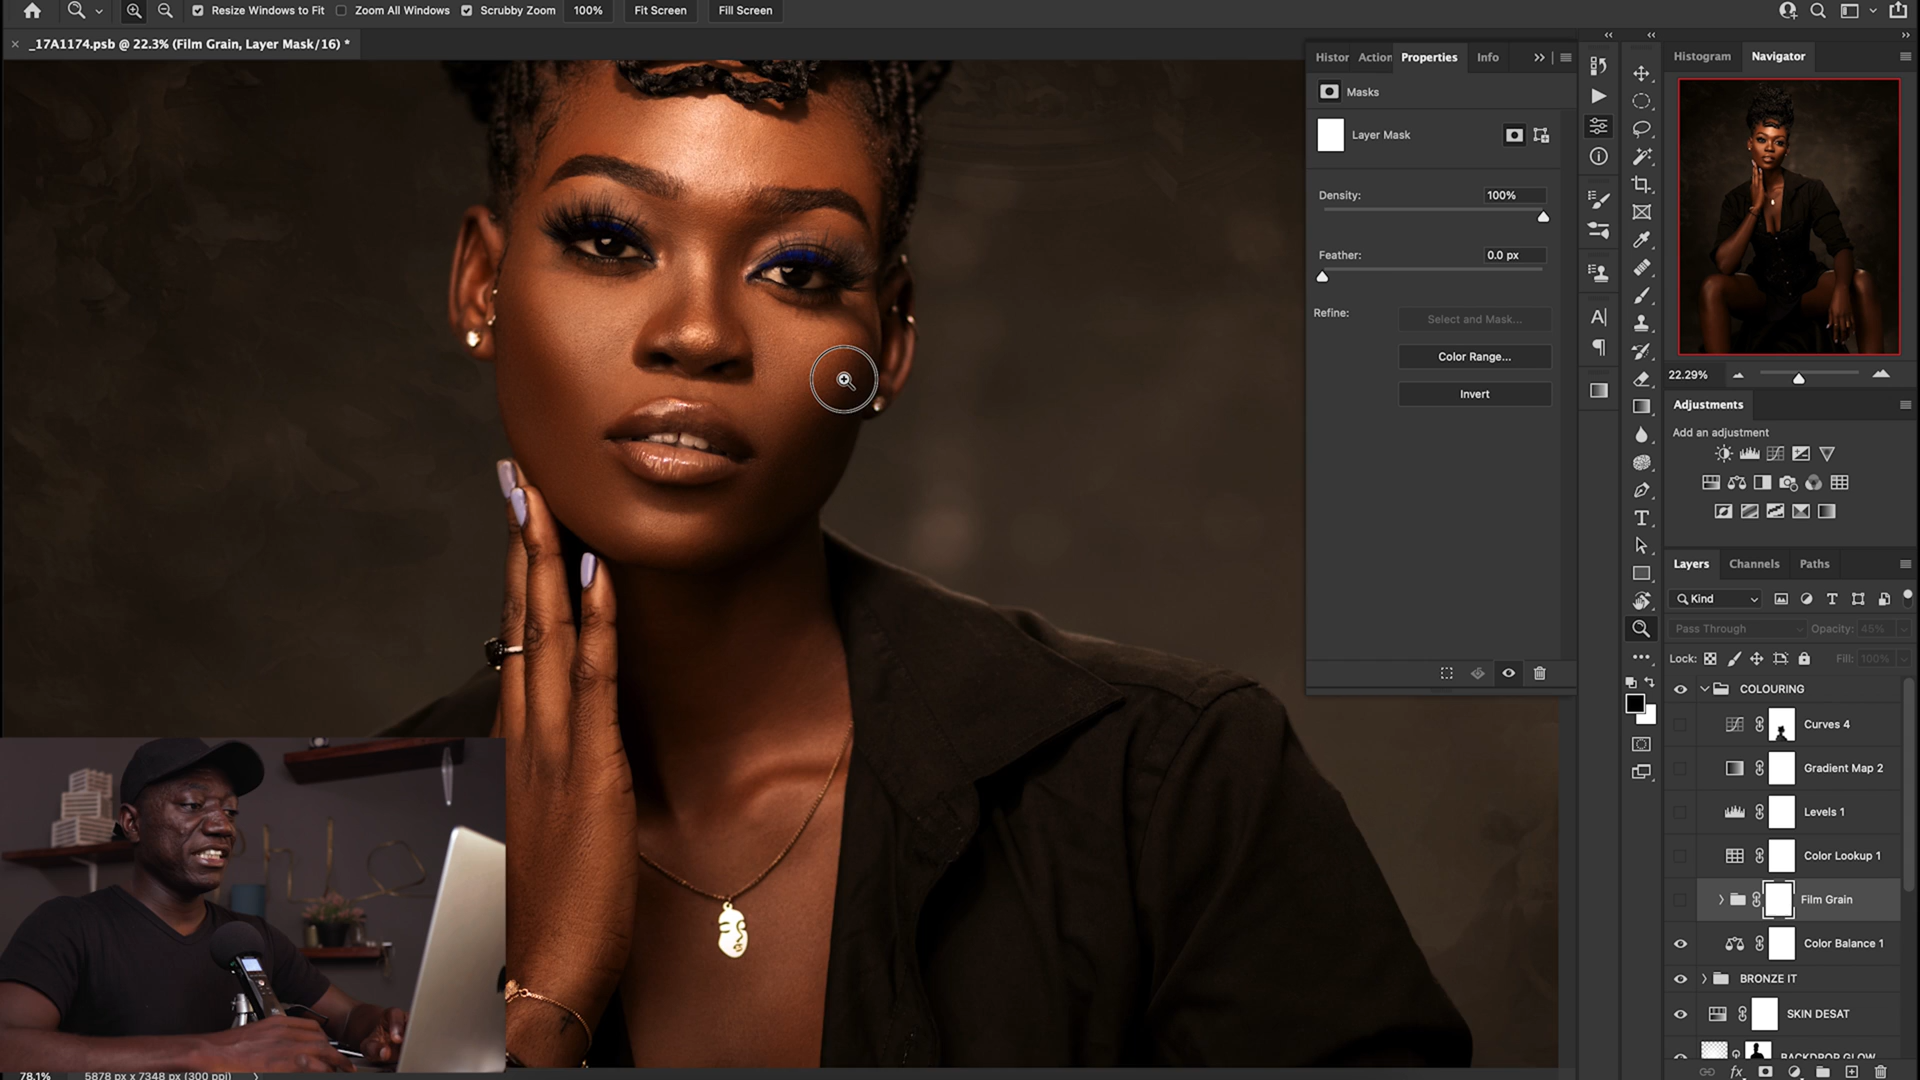 Resize Windows to Fit Zoom All Windows Scrubby Zoom 100% Fit Screen Fill Screen
_17A1174.psb @ 22.3% (Film Grain, Layer Mask/16) *
Histor Action Properties Info
Masks
Layer Mask
Density: 100%
Feather: 0.0 px
Refine: Select and Mask...
Color Range...
Invert
Histogram Navigator
22.29%
Adjustments
Add an adjustment
Layers Channels Paths
Kind
Pass Through Opacity: 45%
Lock: Fill: 100%
COLOURING
Curves 4
Gradient Map 2
Levels 1
Color Lookup 1
Film Grain
Color Balance 1
BRONZE IT
SKIN DESAT
BACKDROP GLOW
78.1% 5878 px x 7348 px (300 ppi)